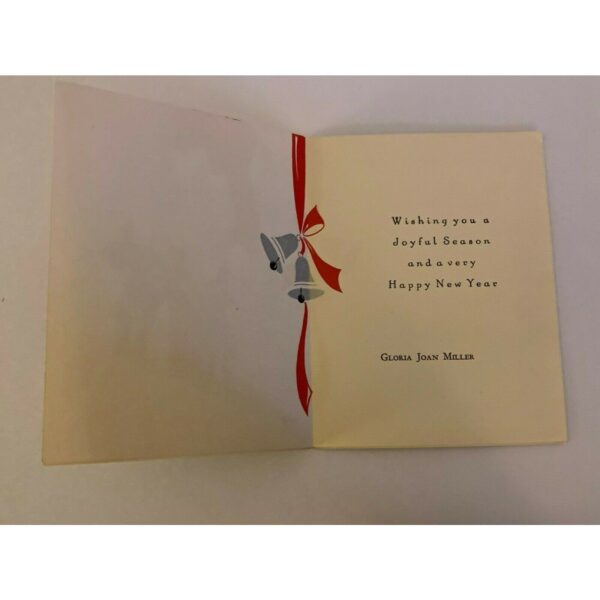 Wishing you a
Joyful Season
and a very
Happy New Year
Gloria Joan Miller